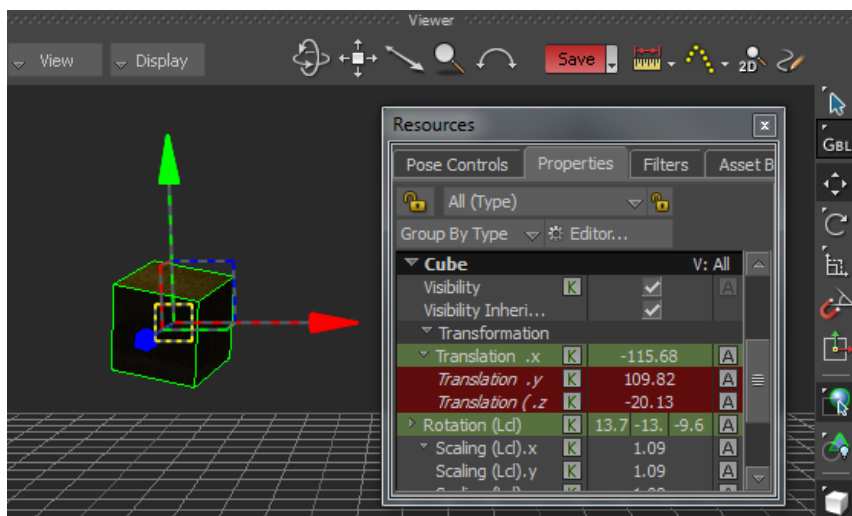 Viewer
View Display Save 2D
Resources x
GBL
Pose Controls Properties Filters Asset B
All (Type)
Group By Type Editor...
Cube V: All
Visibility K A
Visibility Inheri...
Transformation
Translation .x K -115.68 A
Translation .y K 109.82 A
Translation (.z K -20.13 A
Rotation (Lcl) K 13.7 -13. -9.6 A
Scaling (Lcl).x K 1.09 A
Scaling (Lcl).y K 1.09 A